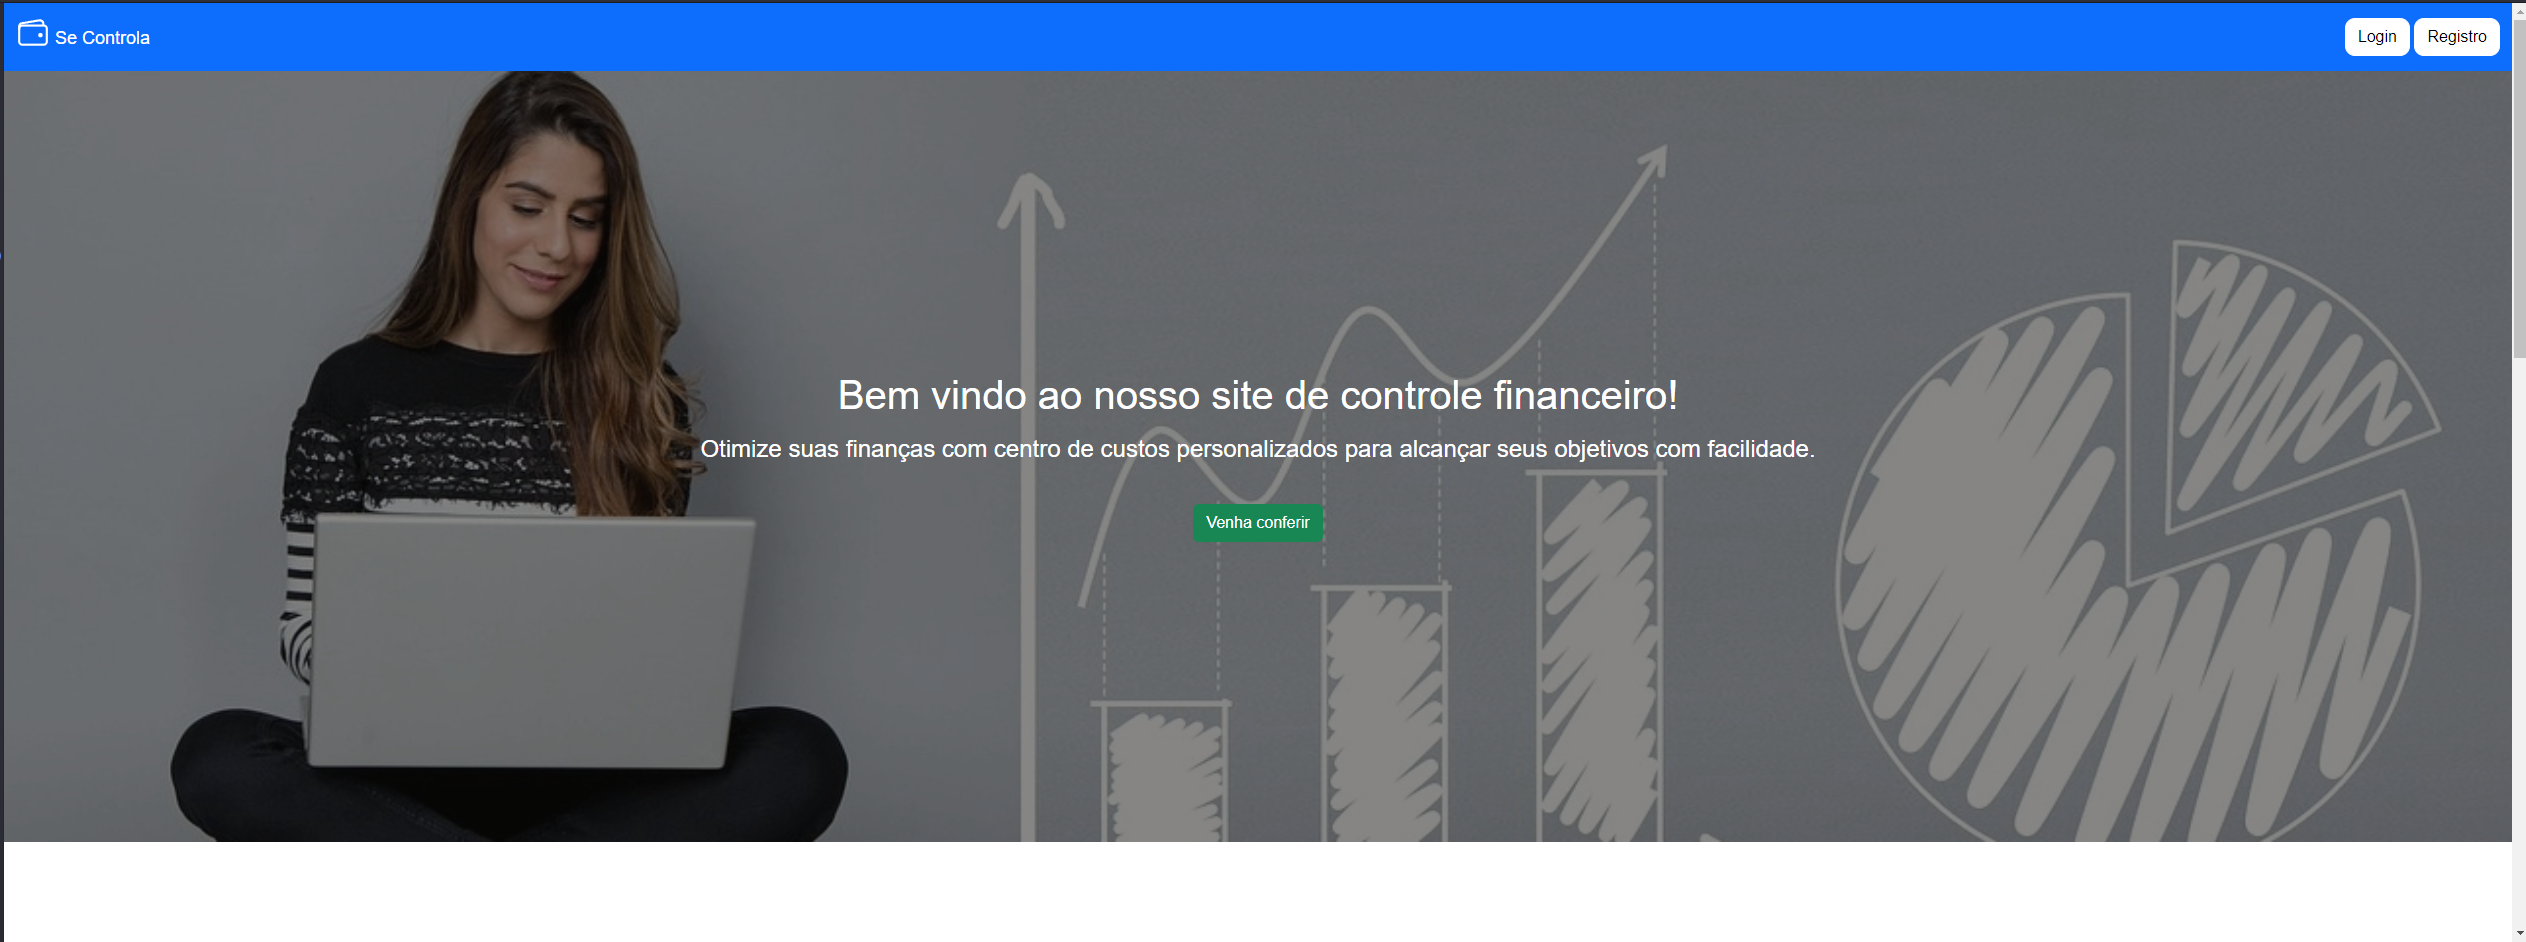 Se Controla
Login
Registro
Bem vindo ao nosso site de controle financeiro!
Otimize suas finanças com centro de custos personalizados para alcançar seus objetivos com facilidade.
Venha conferir